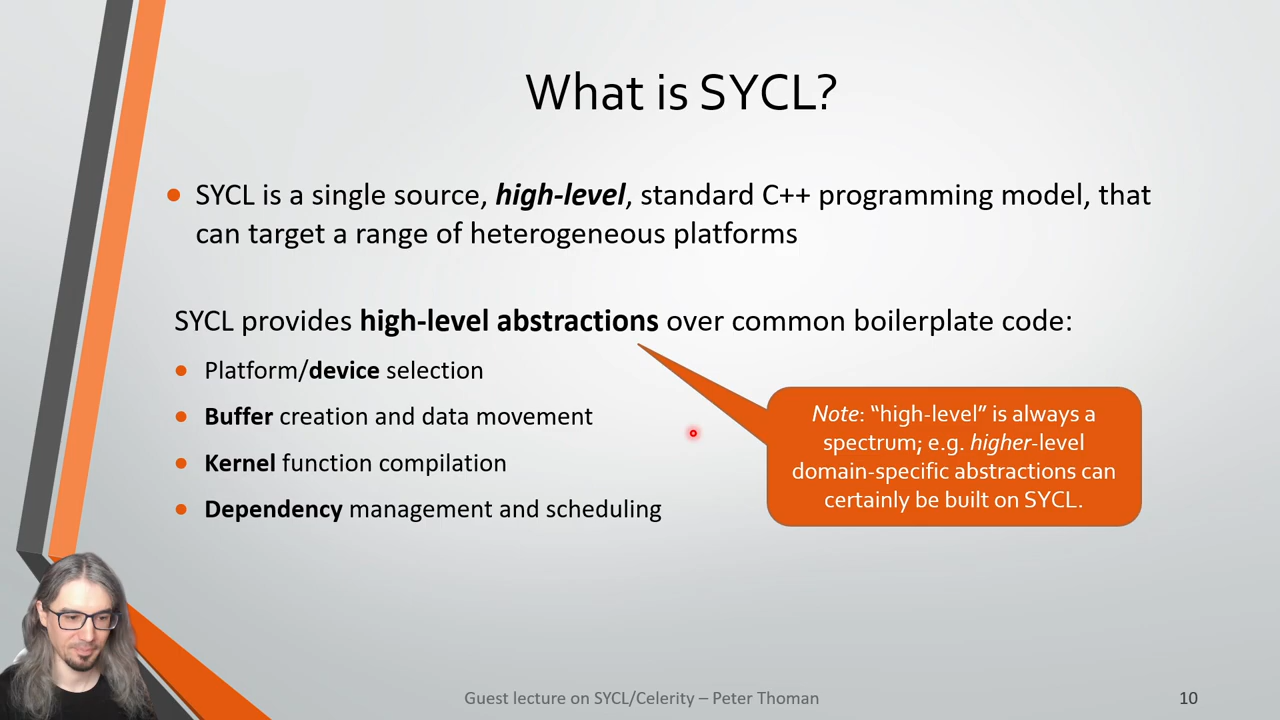 What is SYCL?
SYCL is a single source, high-level, standard C++ programming model, that
can target a range of heterogeneous platforms
SYCL provides high-level abstractions over common boilerplate code:
Platform/device selection
Buffer creation and data movement
Kernel function compilation
Dependency management and scheduling
Note: “high-level” is always a
spectrum; e.g. higher-level
domain-specific abstractions can
certainly be built on SYCL.
Guest lecture on SYCL/Celerity – Peter Thoman
10